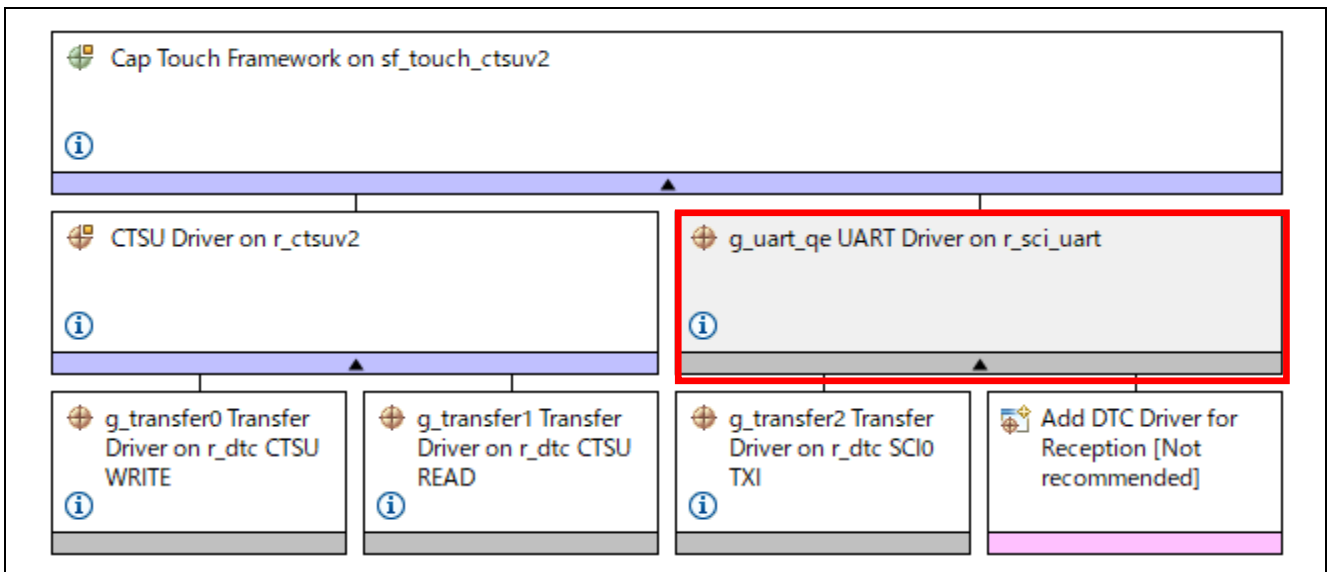 Cap Touch Framework on sf_touch_ctsuv2
CTSU Driver on r_ctsuv2
g_uart_qe UART Driver on r_sci_uart
g_transfer0 Transfer
Driver on r_dtc CTSU
WRITE
g_transfer1 Transfer
Driver on r_dtc CTSU
READ
g_transfer2 Transfer
Driver on r_dtc SCI0
TXI
Add DTC Driver for
Reception [Not
recommended]